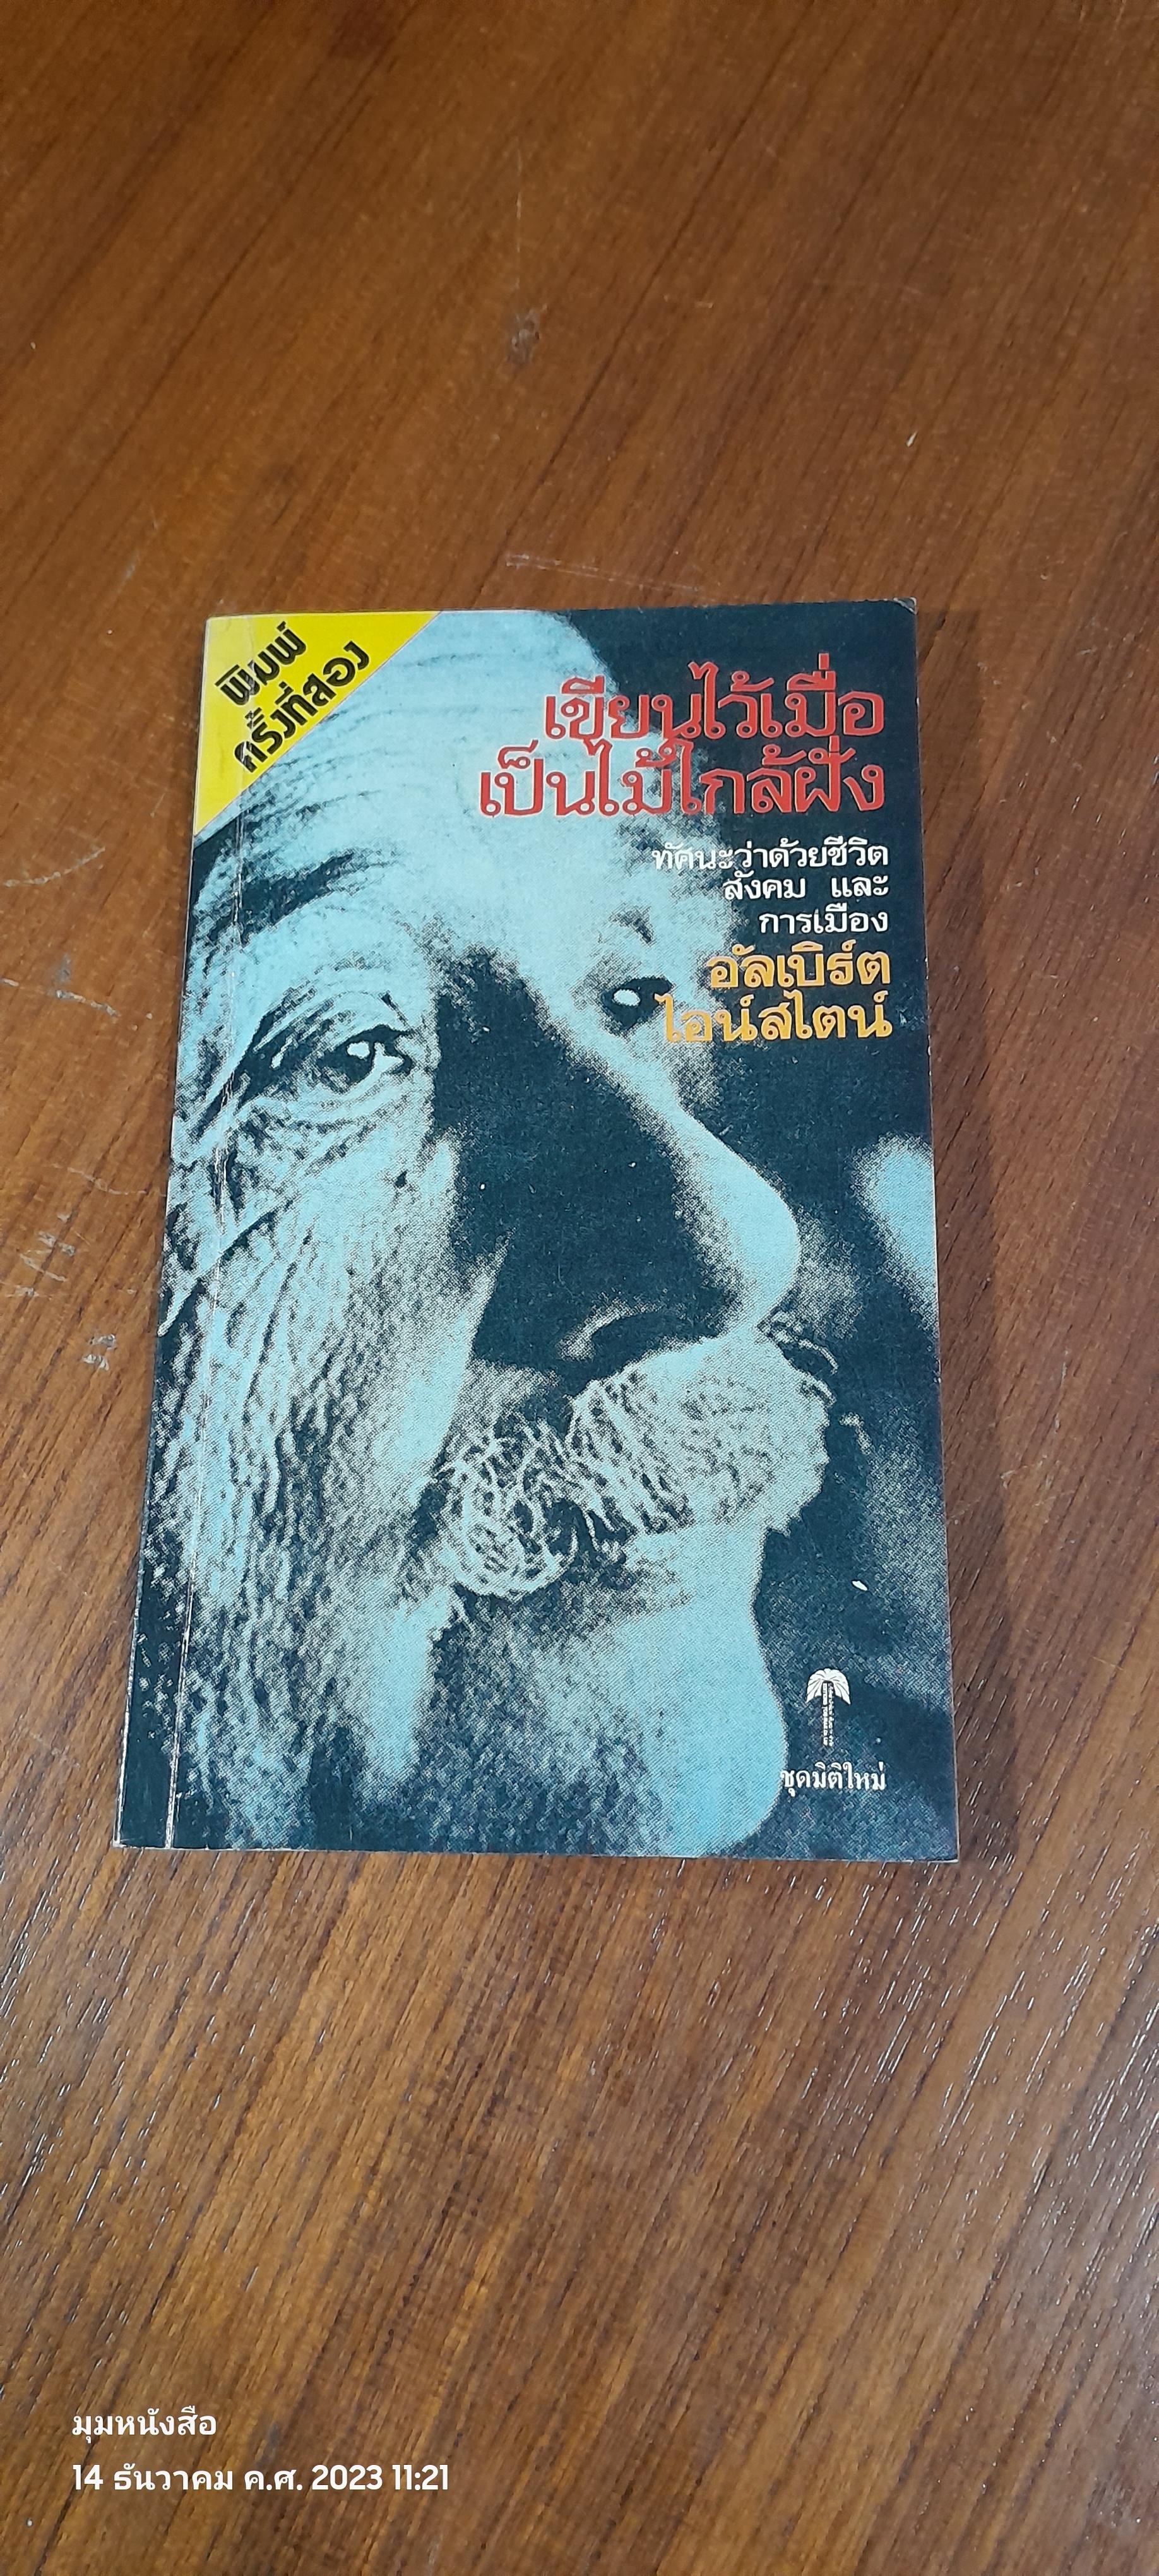 พิมพ์
ครั้งที่สอง
เขียนไว้เมื่อ
เป็นไม้ใกล้ฝั่ง
ทัศนะว่าด้วยชีวิต
สังคม และ
การเมือง
อัลเบิร์ต
ไอน์สไตน์
ชุดมิติใหม่
มุมหนังสือ
14 ธันวาคม ค.ศ. 2023 11:21